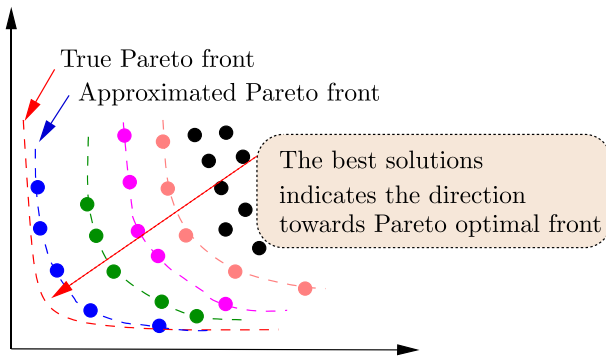 True Pareto front
Approximated Pareto front
The best solutions
indicates the direction
towards Pareto optimal front